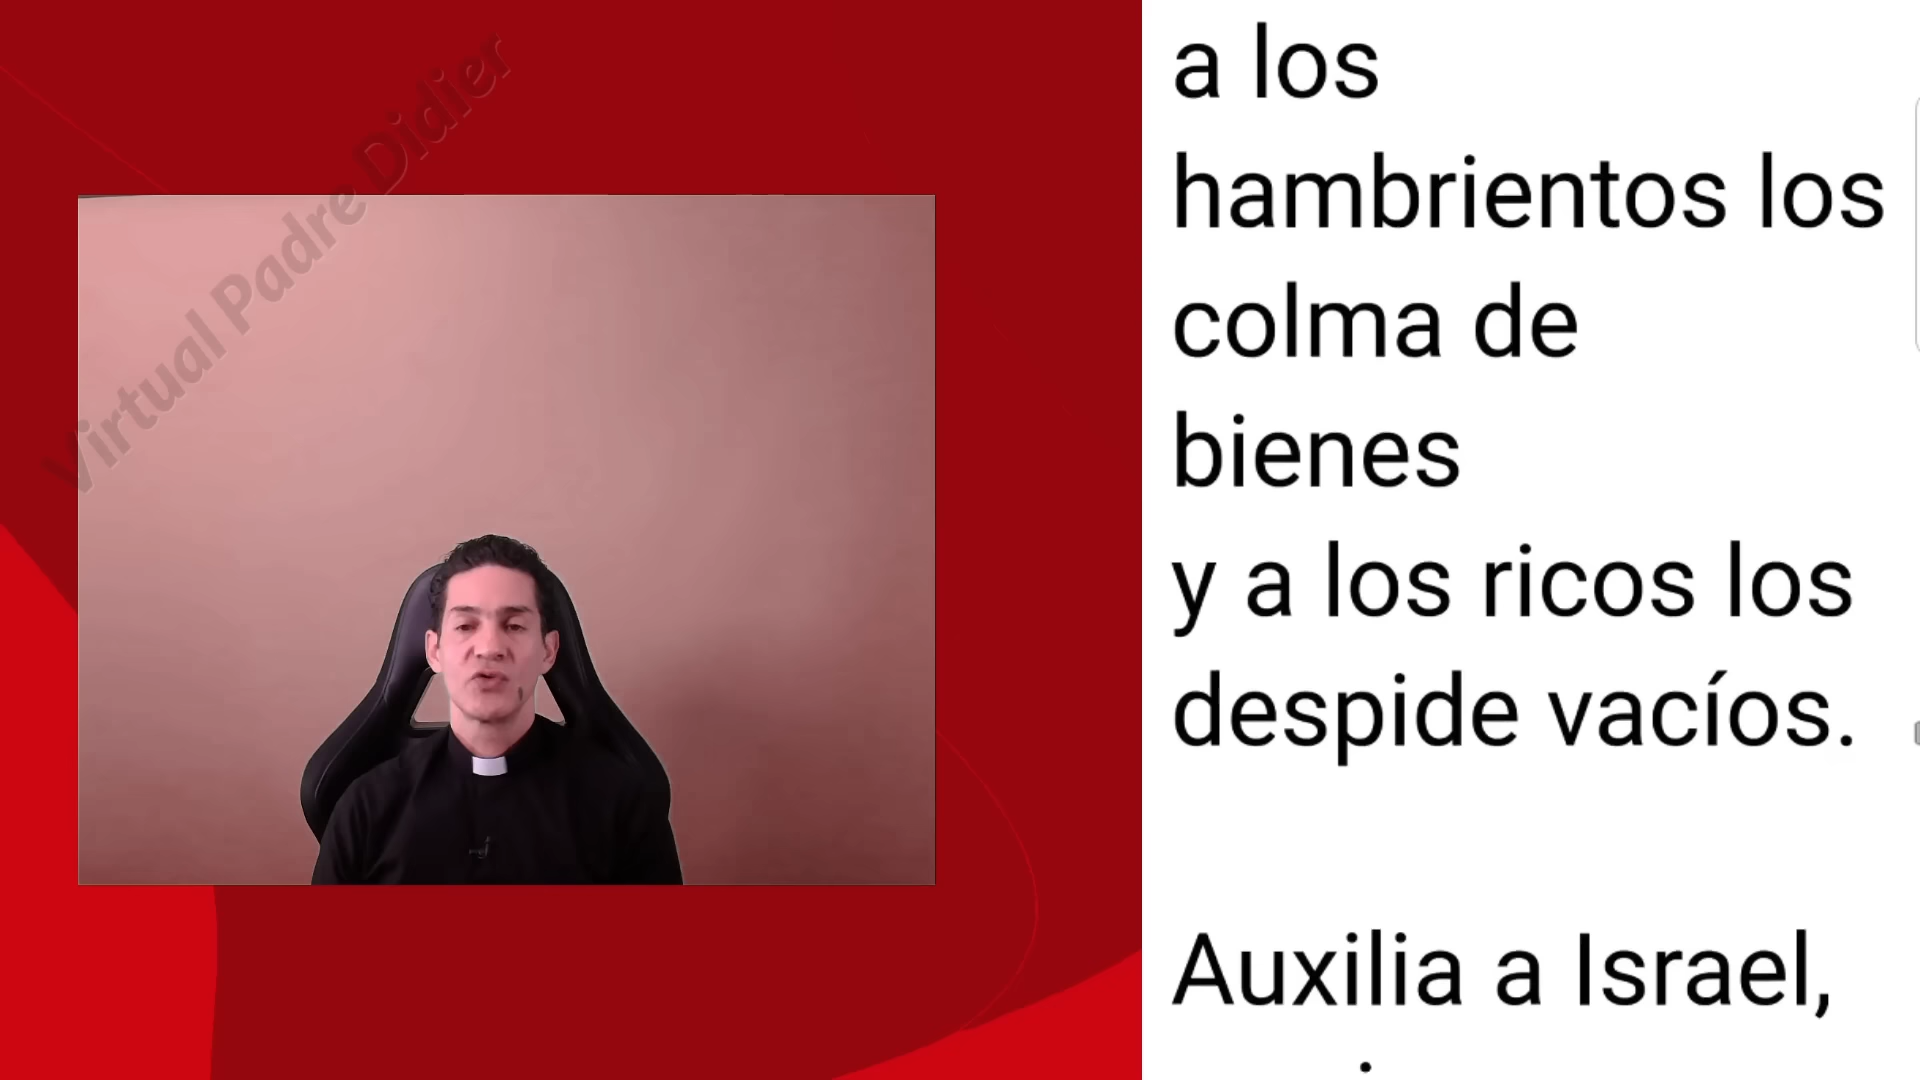 Virtual Padre Didier
a los
hambrientos los
colma de
bienes
y a los ricos los
despide vacíos.
Auxilia a Israel,